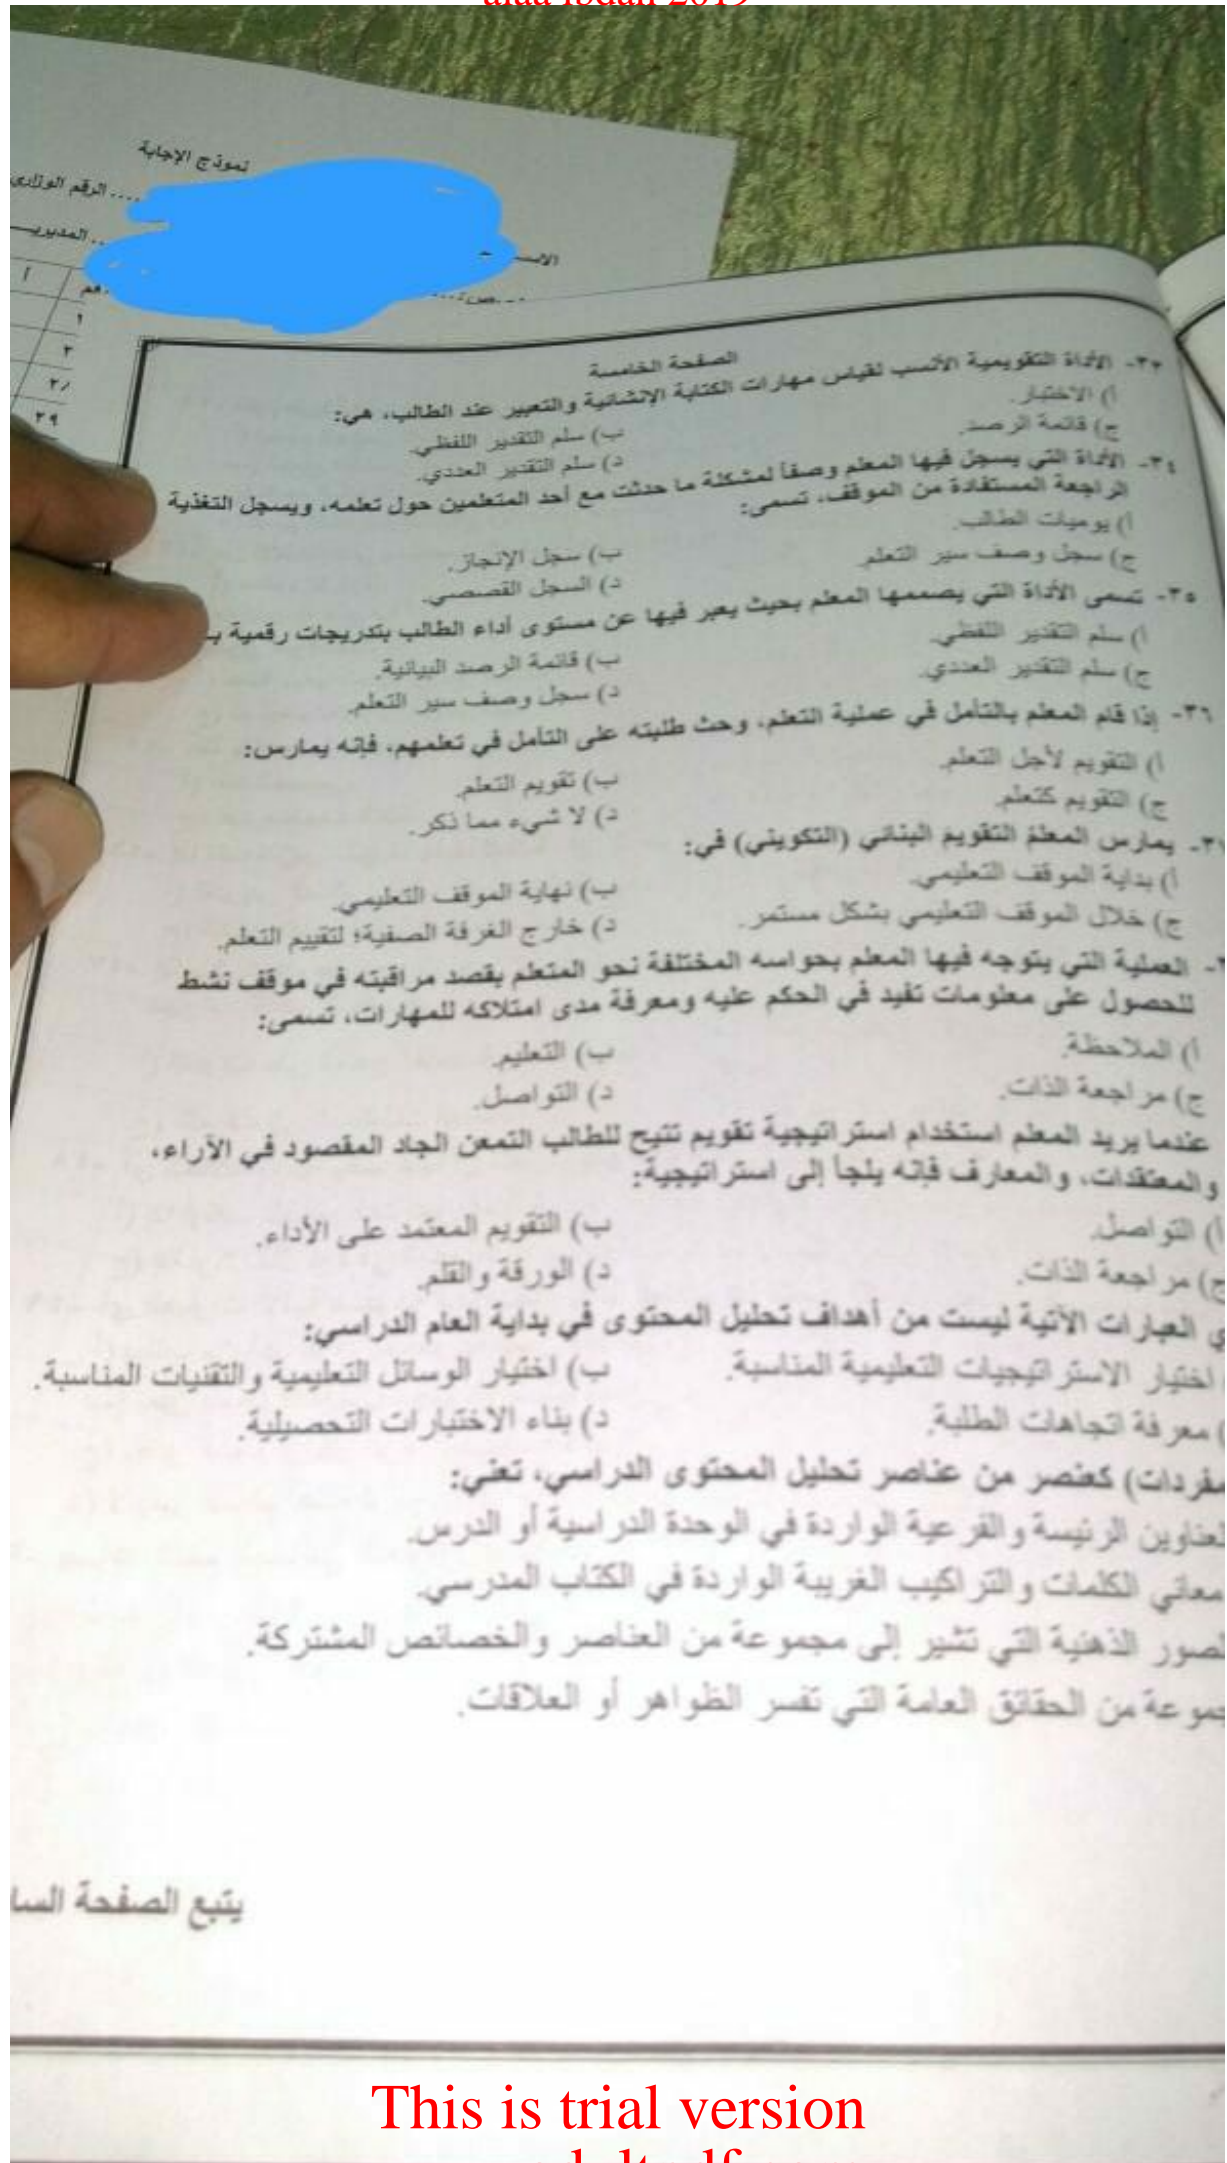 alaa ibdah 2019
نموذج الإجابة
.... الرقم الوزاري
الاســ
.. المديريــ
أ
١
٢
٢٨
٢٩
الصفحة الخامسة
٣٣- الأداة التقويمية الأنسب لقياس مهارات الكتابة الإنشائية والتعبير عند الطالب، هي:
أ) الاختبار.
ب) سلم التقدير اللفظي.
ج) قائمة الرصد.
د) سلم التقدير العددي.
٣٤- الأداة التي يسجل فيها المعلم وصفاً لمشكلة ما حدثت مع أحد المتعلمين حول تعلمه، ويسجل التغذية
الراجعة المستفادة من الموقف، تسمى:
أ) يوميات الطالب.
ب) سجل الإنجاز.
ج) سجل وصف سير التعلم
د) السجل القصصي.
٣٥- تسمى الأداة التي يصممها المعلم بحيث يعبر فيها عن مستوى أداء الطالب بتدريجات رقمية بـ
أ) سلم التقدير اللفظي.
ب) قائمة الرصد البيانية.
ج) سلم التقدير العددي.
د) سجل وصف سير التعلم.
٣٦- إذا قام المعلم بالتأمل في عملية التعلم، وحث طلبته على التأمل في تعلمهم، فإنه يمارس:
أ) التقويم لأجل التعلم.
ب) تقويم التعلم.
ج) التقويم كتعلم.
د) لا شيء مما ذكر.
يمارس المعلم التقويم البنائي (التكويني) في:
أ) بداية الموقف التعليمي.
ب) نهاية الموقف التعليمي.
ج) خلال الموقف التعليمي بشكل مستمر.
د) خارج الغرفة الصفية؛ لتقييم التعلم.
العملية التي يتوجه فيها المعلم بحواسه المختلفة نحو المتعلم بقصد مراقبته في موقف نشط
للحصول على معلومات تفيد في الحكم عليه ومعرفة مدى امتلاكه للمهارات، تسمى:
أ) الملاحظة.
ب) التعليم.
ج) مراجعة الذات.
د) التواصل.
عندما يريد المعلم استخدام استراتيجية تقويم تتيح للطالب التمعن الجاد المقصود في الآراء،
والمعتقدات، والمعارف فإنه يلجأ إلى استراتيجية:
أ) التواصل.
ب) التقويم المعتمد على الأداء.
ج) مراجعة الذات.
د) الورقة والقلم.
ي العبارات الآتية ليست من أهداف تحليل المحتوى في بداية العام الدراسي:
اختيار الاستراتيجيات التعليمية المناسبة.
ب) اختيار الوسائل التعليمية والتقنيات المناسبة.
) معرفة اتجاهات الطلبة.
د) بناء الاختبارات التحصيلية.
مفردات) كعنصر من عناصر تحليل المحتوى الدراسي، تعني:
لعناوين الرئيسة والفرعية الواردة في الوحدة الدراسية أو الدرس.
معاني الكلمات والتراكيب الغريبة الواردة في الكتاب المدرسي.
لصور الذهنية التي تشير إلى مجموعة من العناصر والخصائص المشتركة.
جموعة من الحقائق العامة التي تفسر الظواهر أو العلاقات.
يتبع الصفحة السا
This is trial version